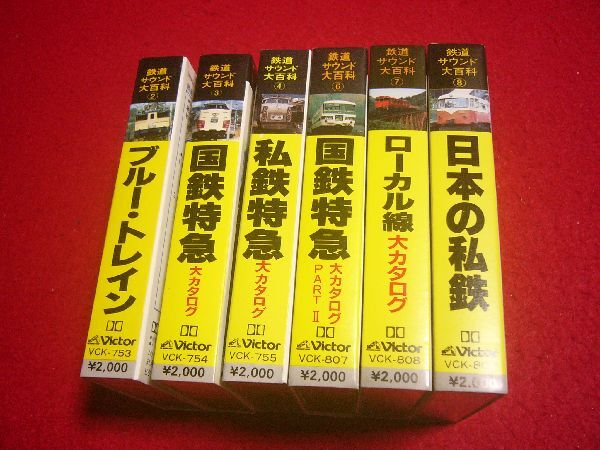 鉄道
サウンド
大百科
②
ブルー・トレイン
Victor
VCK-753
¥2,000
鉄道
サウンド
大百科
③
国鉄特急
大カタログ
Victor
VCK-754
¥2,000
鉄道
サウンド
大百科
④
私鉄特急
大カタログ
Victor
VCK-755
¥2,000
鉄道
サウンド
大百科
⑥
国鉄特急
大カタログ
PART II
Victor
VCK-807
¥2,000
鉄道
サウンド
大百科
⑦
ローカル線
大カタログ
Victor
VCK-808
¥2,000
鉄道
サウンド
大百科
⑧
日本の私鉄
Victor
¥2,000